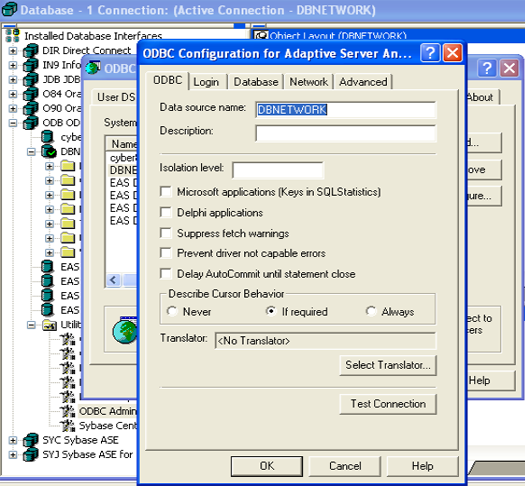 Database - 1 Connection: (Active Connection - DBNETWORK)
Installed Database Interfaces
Object Layout (DBNETWORK)
DIR Direct Connect
IN9 Info
JDB JDB
O84 Ora
O90 Ora
ODB OD
cybe
DBN
EAS
EAS
EAS
EAS
Utilit
ODBC Admin
Sybase Cent
SYC Sybase ASE
SYJ Sybase ASE for
ODBC
User DS
About
System
Name
cyber
DBNE
EAS D
EAS D
EAS D
EAS D
d...
ove
gure...
ect to
cers
Help
ODBC Configuration for Adaptive Server An...
ODBC
Login
Database
Network
Advanced
Data source name:
DBNETWORK
Description:
Isolation level:
Microsoft applications (Keys in SQLStatistics)
Delphi applications
Suppress fetch warnings
Prevent driver not capable errors
Delay AutoCommit until statement close
Describe Cursor Behavior
Never
If required
Always
Translator:
<No Translator>
Select Translator...
Test Connection
OK
Cancel
Help